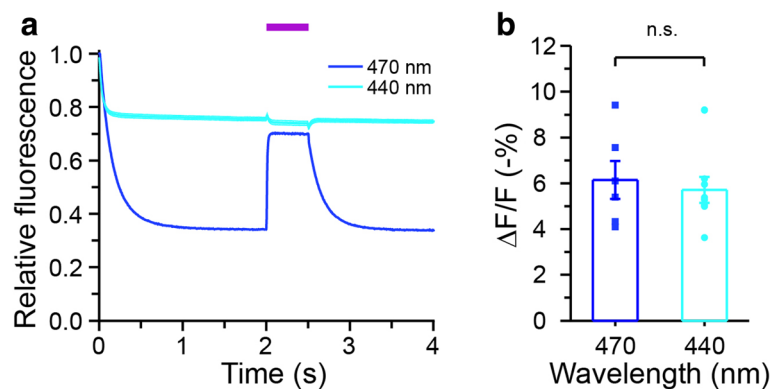 a
470 nm
440 nm
Relative fluorescence
1.0
0.8
0.6
0.4
0.2
0.0
0 1 2 3 4
Time (s)
b
n.s.
ΔF/F (-%)
12
10
8
6
4
2
0
470 440
Wavelength (nm)